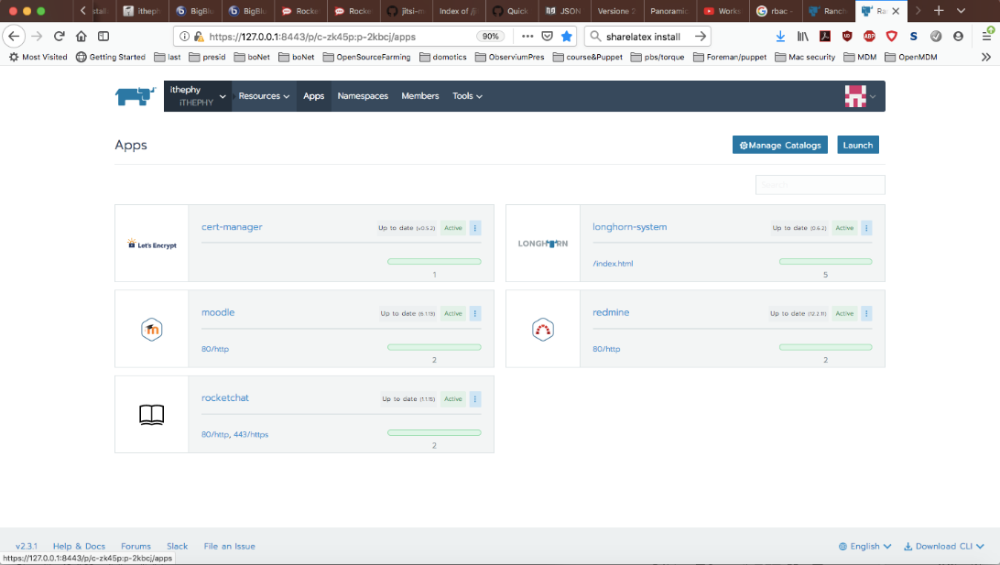 stall
itheph
BigBlu
BigBlu
Rocke
Rocke
jitsi-m
Index of /j
Quick
JSON
Versione 2
Panoramic
Works
rbac -
Ranch
Ra
https://127.0.0.1:8443/p/c-zk45p:p-2kbcj/apps
90%
sharelatex install
Most Visited
Getting Started
last
presid
boNet
boNet
OpenSourceFarming
domotics
ObserviumPres
course&Puppet
pbs/torque
Foreman/puppet
Mac security
MDM
OpenMDM
ithephy
iTHEPHY
Resources
Apps
Namespaces
Members
Tools
Apps
Manage Catalogs
Launch
Search
Let's Encrypt
cert-manager
Up to date (v0.5.2)
Active
1
LONGHORN
longhorn-system
Up to date (0.6.2)
Active
/index.html
5
moodle
Up to date (6.1.13)
Active
80/http
2
redmine
Up to date (12.2.11)
Active
80/http
2
rocketchat
Up to date (1.1.15)
Active
80/http, 443/https
2
v2.3.1
Help & Docs
Forums
Slack
File an Issue
English
Download CLI
https://127.0.0.1:8443/p/c-zk45p:p-2kbcj/apps